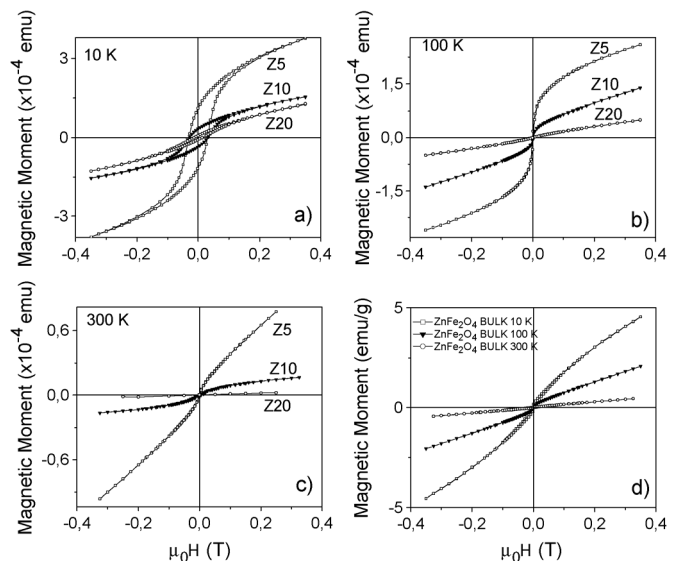 a)
10 K
Z5
Z10
Z20
3
0
-3
-0,4 -0,2 0,0 0,2 0,4
Magnetic Moment (x10⁻⁴ emu)
b)
100 K
Z5
Z10
Z20
1,5
0,0
-1,5
-0,4 -0,2 0,0 0,2 0,4
Magnetic Moment (x10⁻⁴ emu)
c)
300 K
Z5
Z10
Z20
0,6
0,0
-0,6
-0,4 -0,2 0,0 0,2 0,4
Magnetic Moment (x10⁻⁴ emu)
μ₀H (T)
d)
ZnFe₂O₄ BULK 10 K
ZnFe₂O₄ BULK 100 K
ZnFe₂O₄ BULK 300 K
5
0
-5
-0,4 -0,2 0,0 0,2 0,4
Magnetic Moment (emu/g)
μ₀H (T)